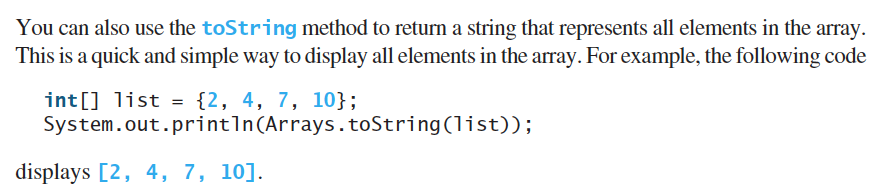 You can also use the toString method to return a string that represents all elements in the array.
This is a quick and simple way to display all elements in the array. For example, the following code
int[] list = {2, 4, 7, 10};
System.out.println(Arrays.toString(list));
displays [2, 4, 7, 10].